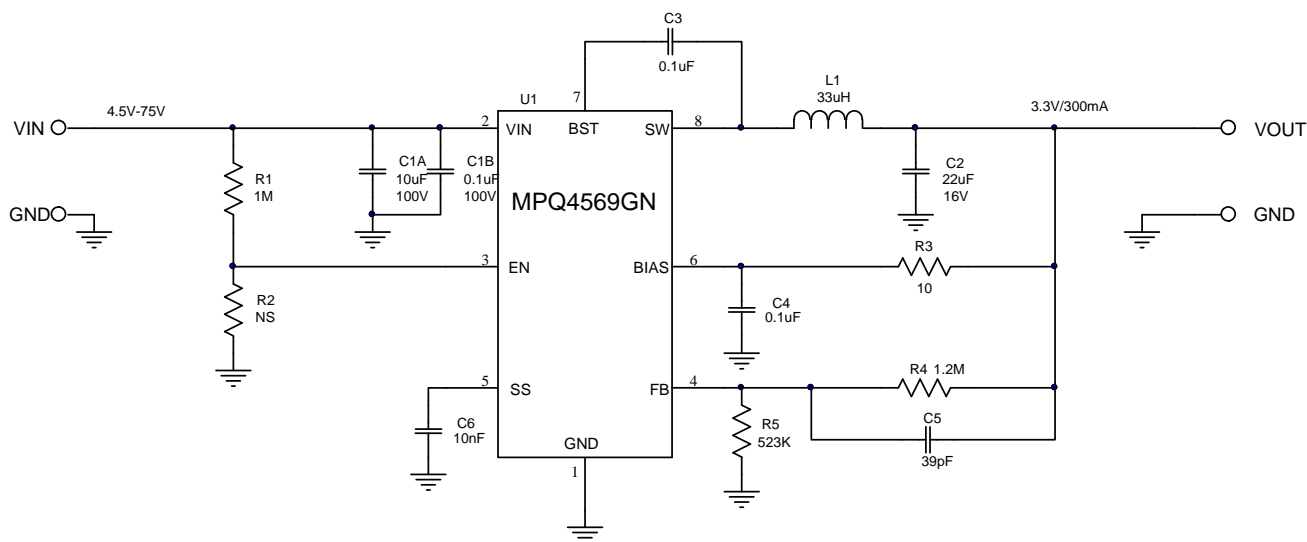 C3
0.1uF
L1
33uH
4.5V-75V
U1
7
3.3V/300mA
VIN
2
VIN
BST
SW
8
VOUT
R1
1M
C1A
10uF
100V
C1B
0.1uF
100V
MPQ4569GN
C2
22uF
16V
GND
GND
3
EN
BIAS
6
R3
10
R2
NS
C4
0.1uF
5
SS
FB
4
R4 1.2M
C6
10nF
R5
523K
C5
39pF
GND
1